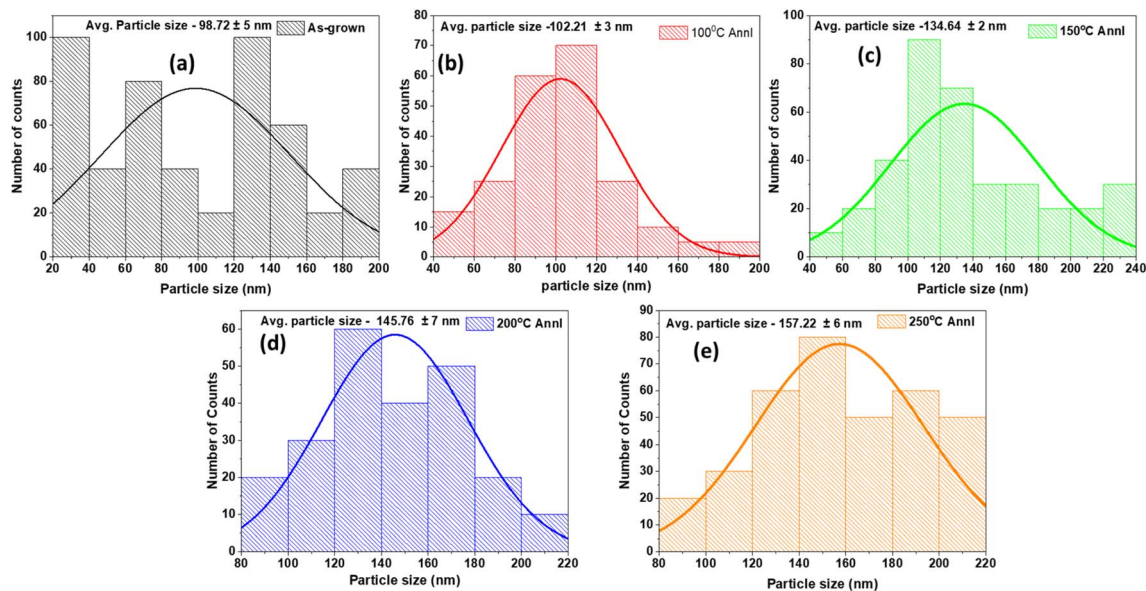 Avg. Particle size - 98.72 ± 5 nm
As-grown
(a)
Number of counts
100
80
60
40
20
20 40 60 80 100 120 140 160 180 200
Particle size (nm)
Avg. Particle size -102.21 ± 3 nm
100⁰C Annl
(b)
Number of counts
80
70
60
50
40
30
20
10
0
40 60 80 100 120 140 160 180 200
particle size (nm)
Avg. particle size -134.64 ± 2 nm
150°C Annl
(c)
Number of counts
100
80
60
40
20
0
40 60 80 100 120 140 160 180 200 220 240
Particle size (nm)
Avg. particle size - 145.76 ± 7 nm
200°C Annl
(d)
Number of Counts
60
50
40
30
20
10
0
80 100 120 140 160 180 200 220
Particle size (nm)
Avg. particle size - 157.22 ± 6 nm
250°C Annl
(e)
Number of Counts
90
80
70
60
50
40
30
20
10
0
80 100 120 140 160 180 200 220
Particle size (nm)